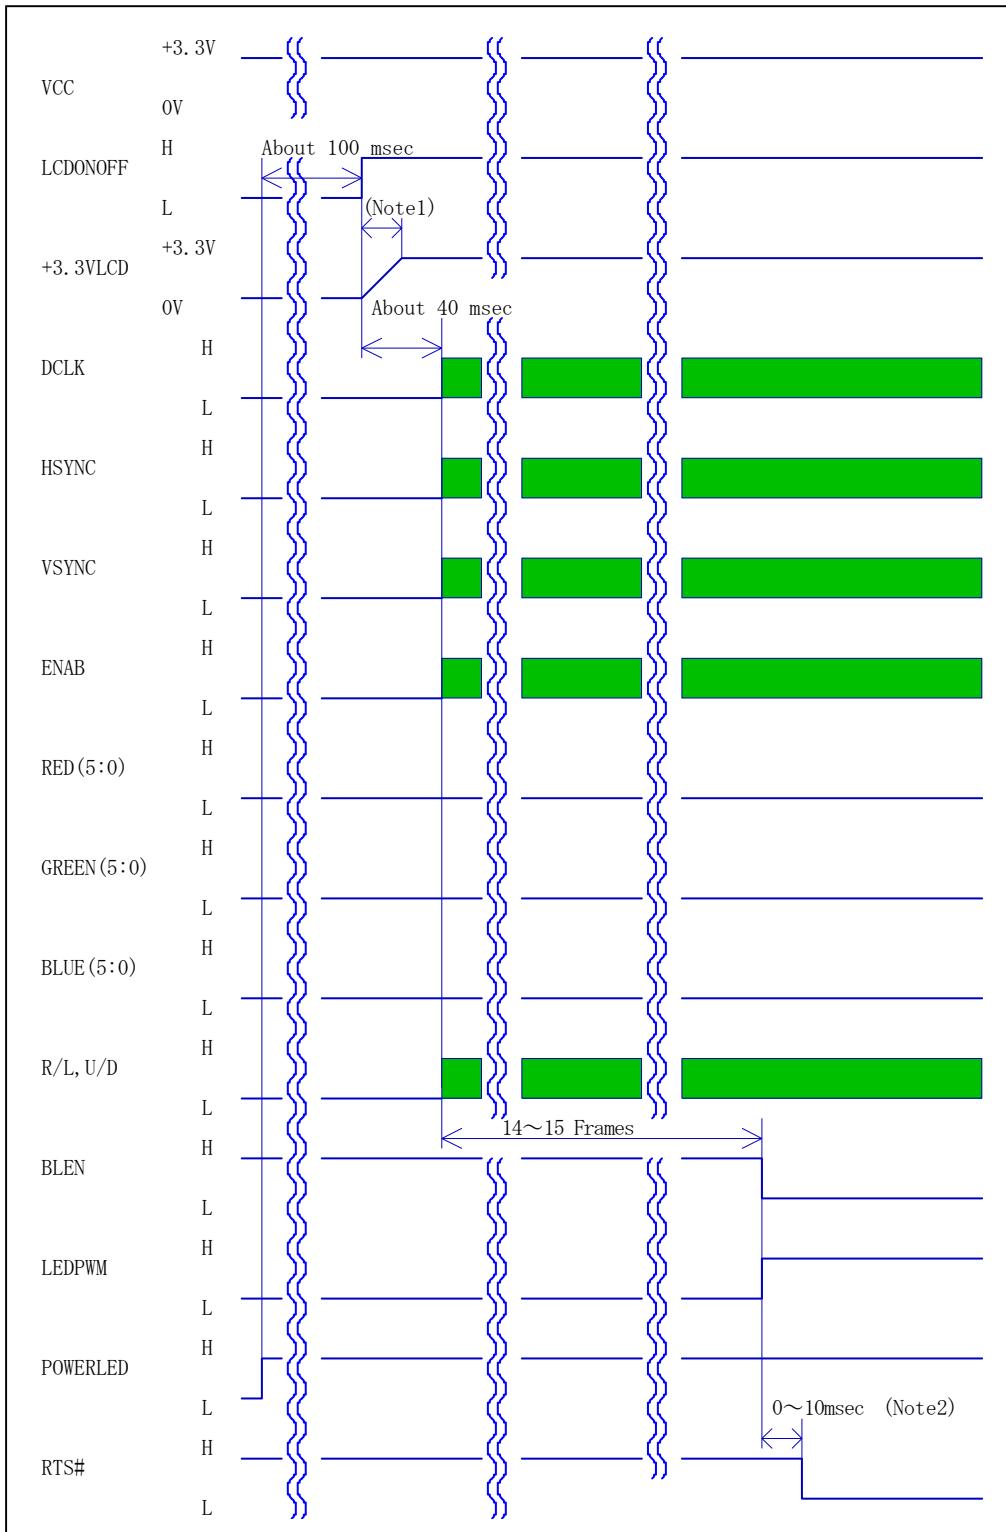 +3.3V
VCC
0V
H
About 100 msec
LCDONOFF
L
(Note1)
+3.3V
+3.3VLCD
0V
About 40 msec
H
DCLK
L
H
HSYNC
L
H
VSYNC
L
H
ENAB
L
H
RED(5:0)
L
H
GREEN(5:0)
L
H
BLUE(5:0)
L
H
R/L,U/D
L
14～15 Frames
H
BLEN
L
H
LEDPWM
L
H
POWERLED
L
0～10msec (Note2)
H
RTS#
L